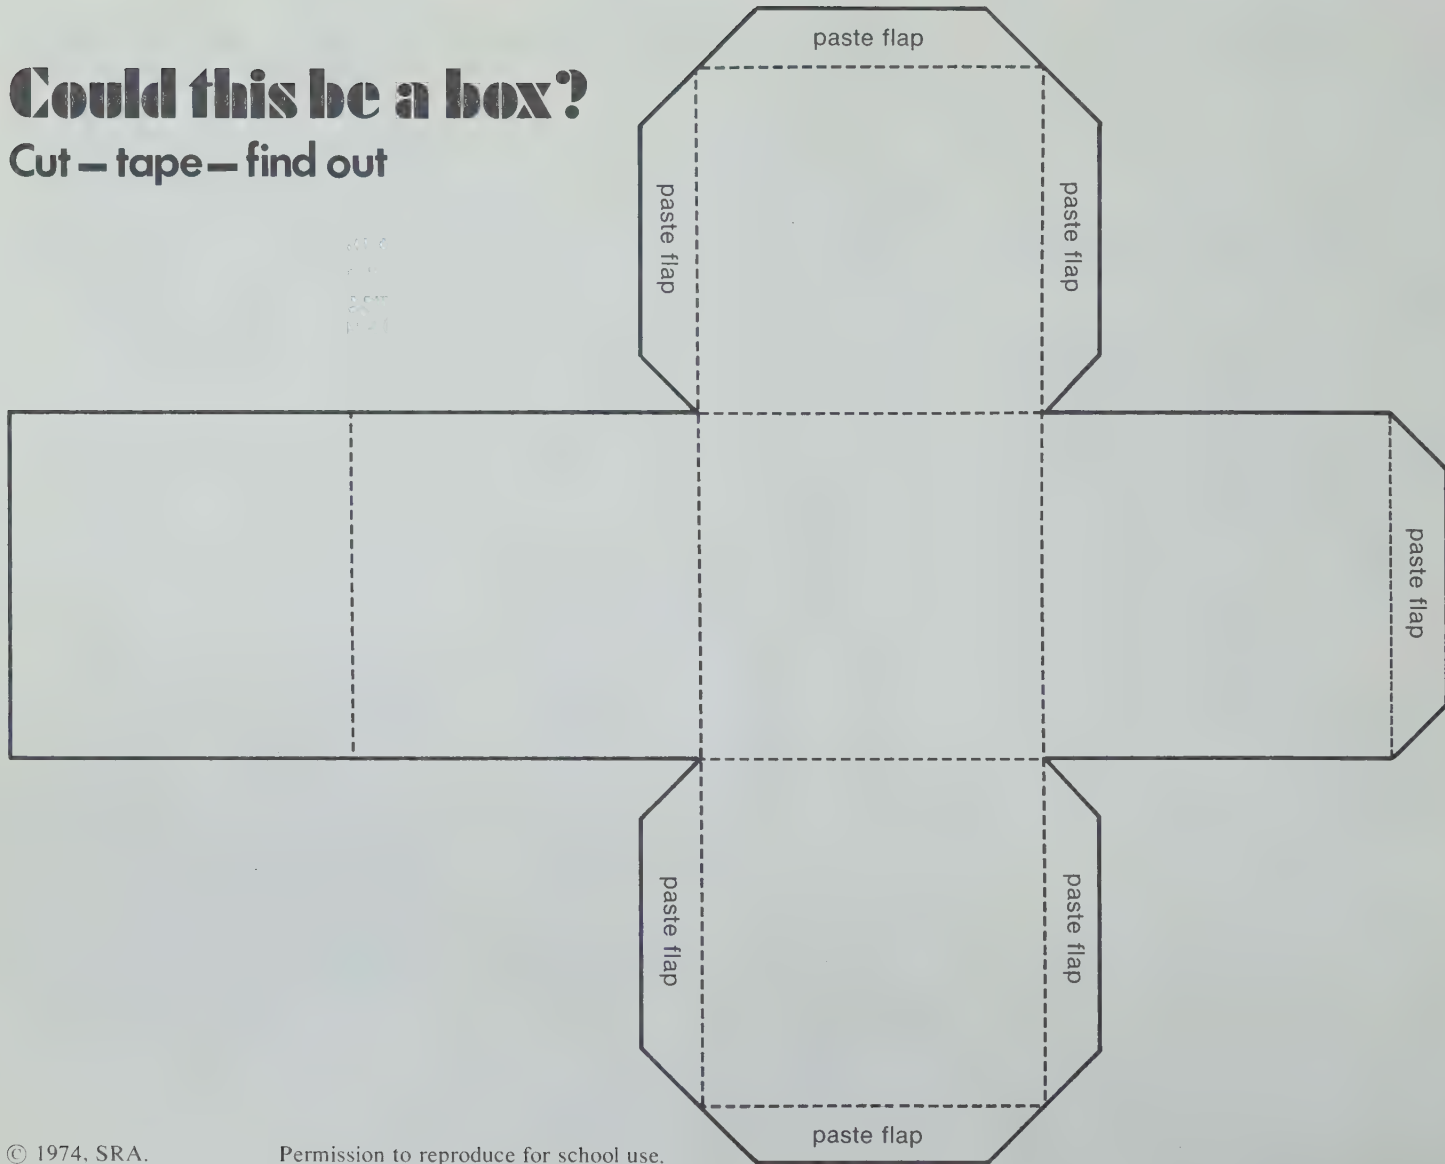 Could this be a box?
Cut – tape – find out
paste flap
paste flap
paste flap
paste flap
paste flap
paste flap
paste flap
© 1974, SRA.
Permission to reproduce for school use.